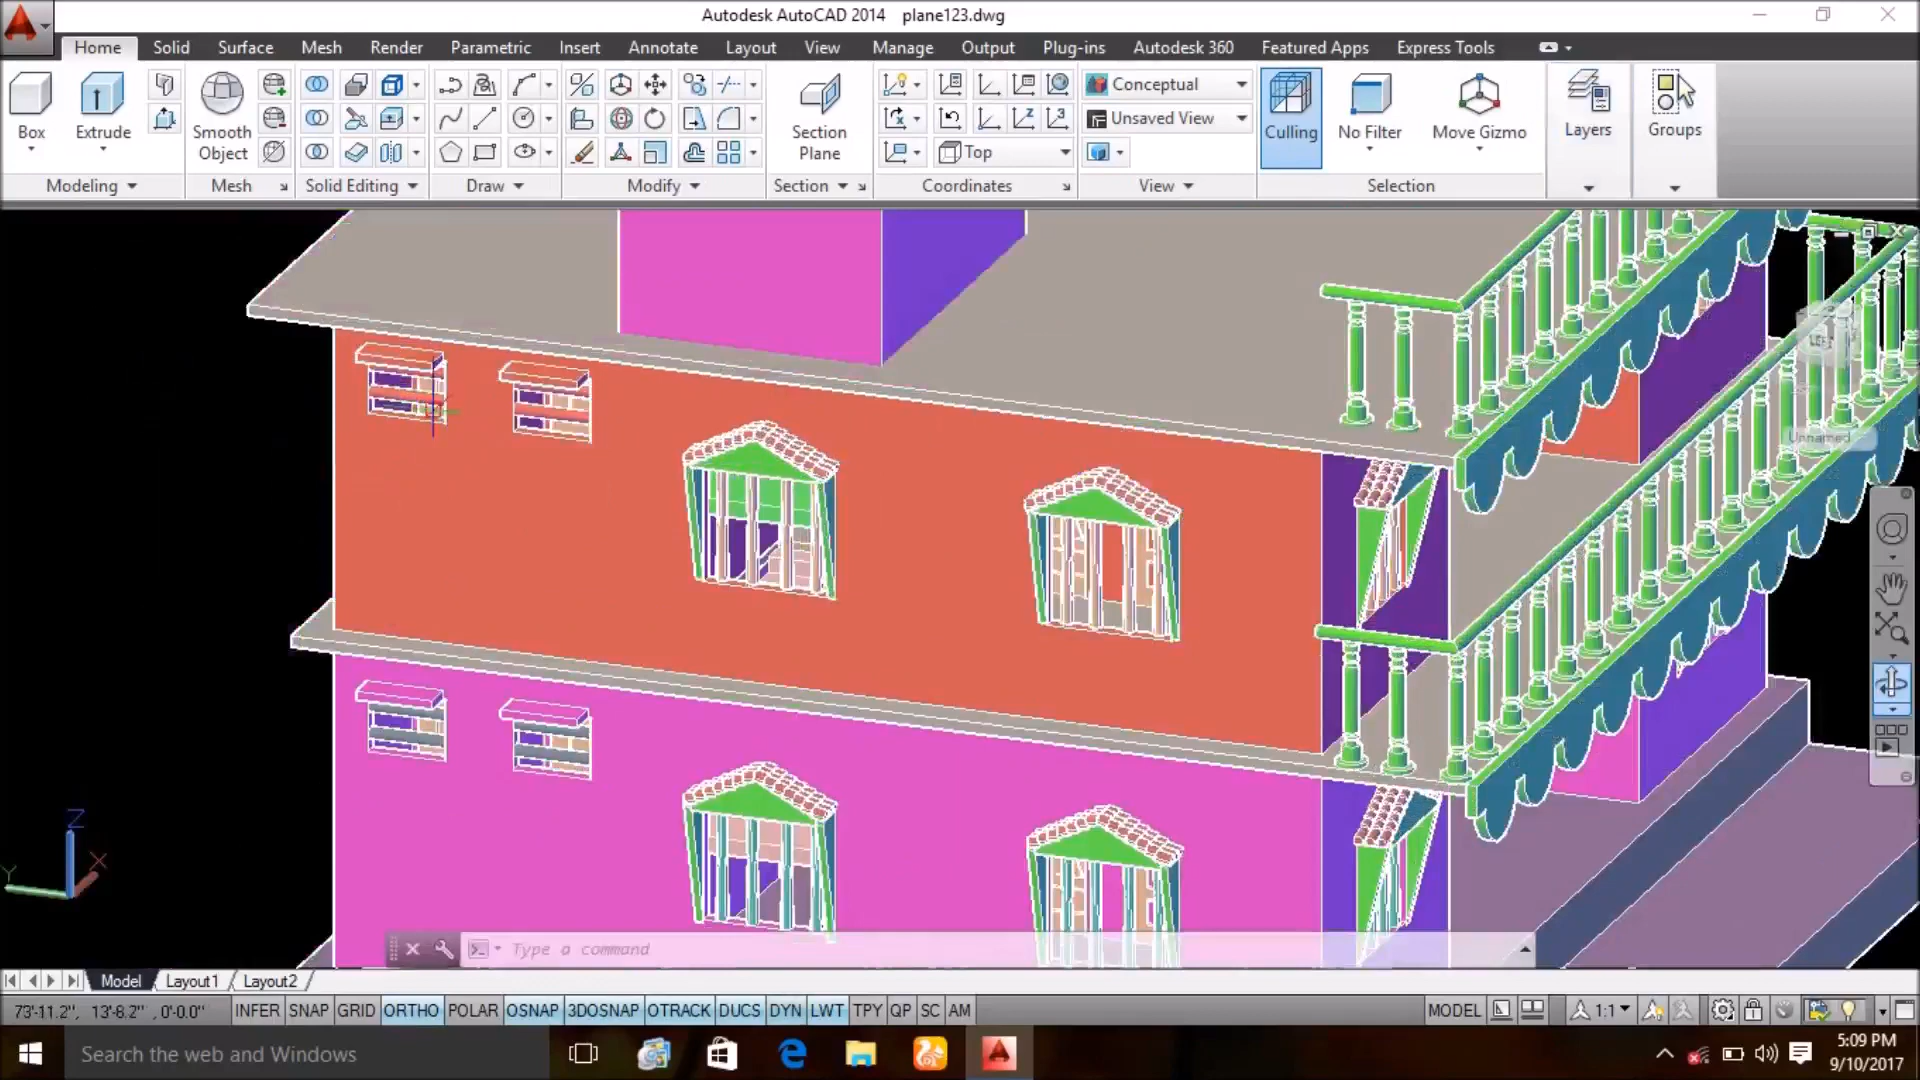 Autodesk AutoCAD 2014 plane123.dwg
Home Solid Surface Mesh Render Parametric Insert Annotate Layout View Manage Output Plug-ins Autodesk 360 Featured Apps Express Tools
Box Extrude Smooth Object Section Plane Conceptual Unsaved View Top Culling No Filter Move Gizmo Layers Groups
Modeling Mesh Solid Editing Draw Modify Section Coordinates View Selection
LEFT
Unnamed
Z
Y
X
Type a command
Model Layout1 Layout2
73'-11.2", 13'-8.2" , 0'-0.0" INFER SNAP GRID ORTHO POLAR OSNAP 3DOSNAP OTRACK DUCS DYN LWT TPY QP SC AM MODEL 1:1
Search the web and Windows
5:09 PM
9/10/2017